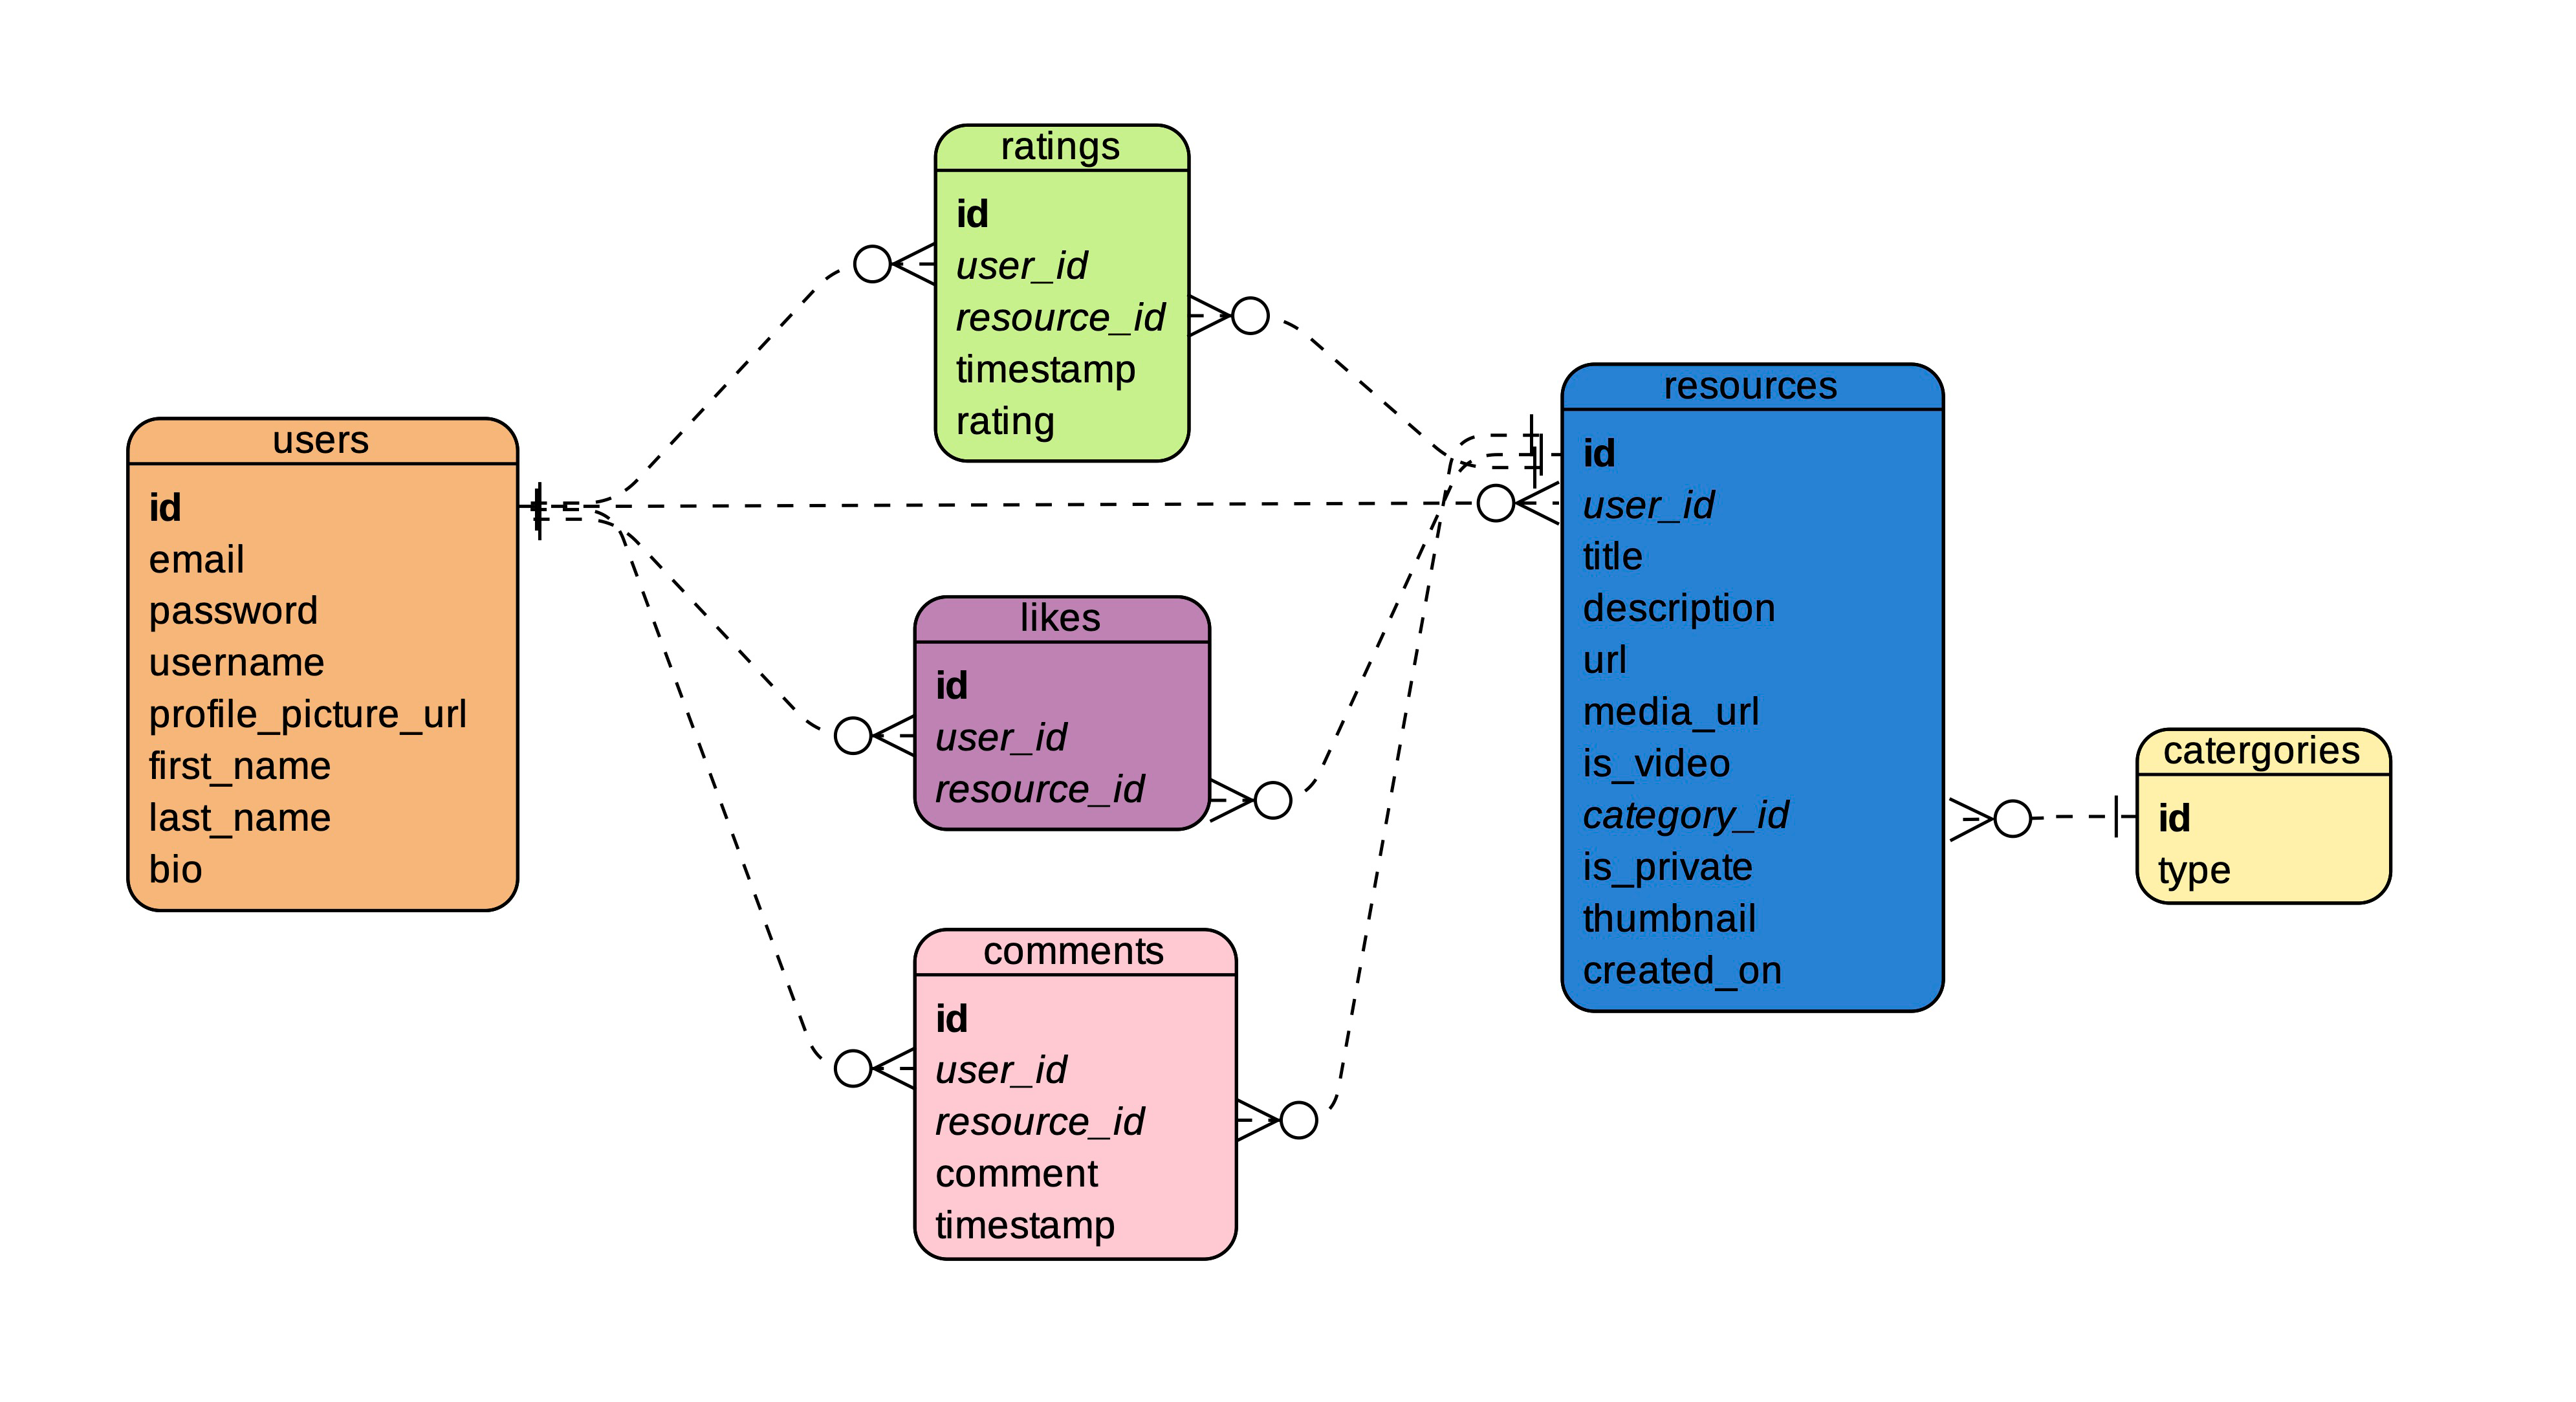 users
id
email
password
username
profile_picture_url
first_name
last_name
bio
ratings
id
user_id
resource_id
timestamp
rating
likes
id
user_id
resource_id
comments
id
user_id
resource_id
comment
timestamp
resources
id
user_id
title
description
url
media_url
is_video
category_id
is_private
thumbnail
created_on
catergories
id
type